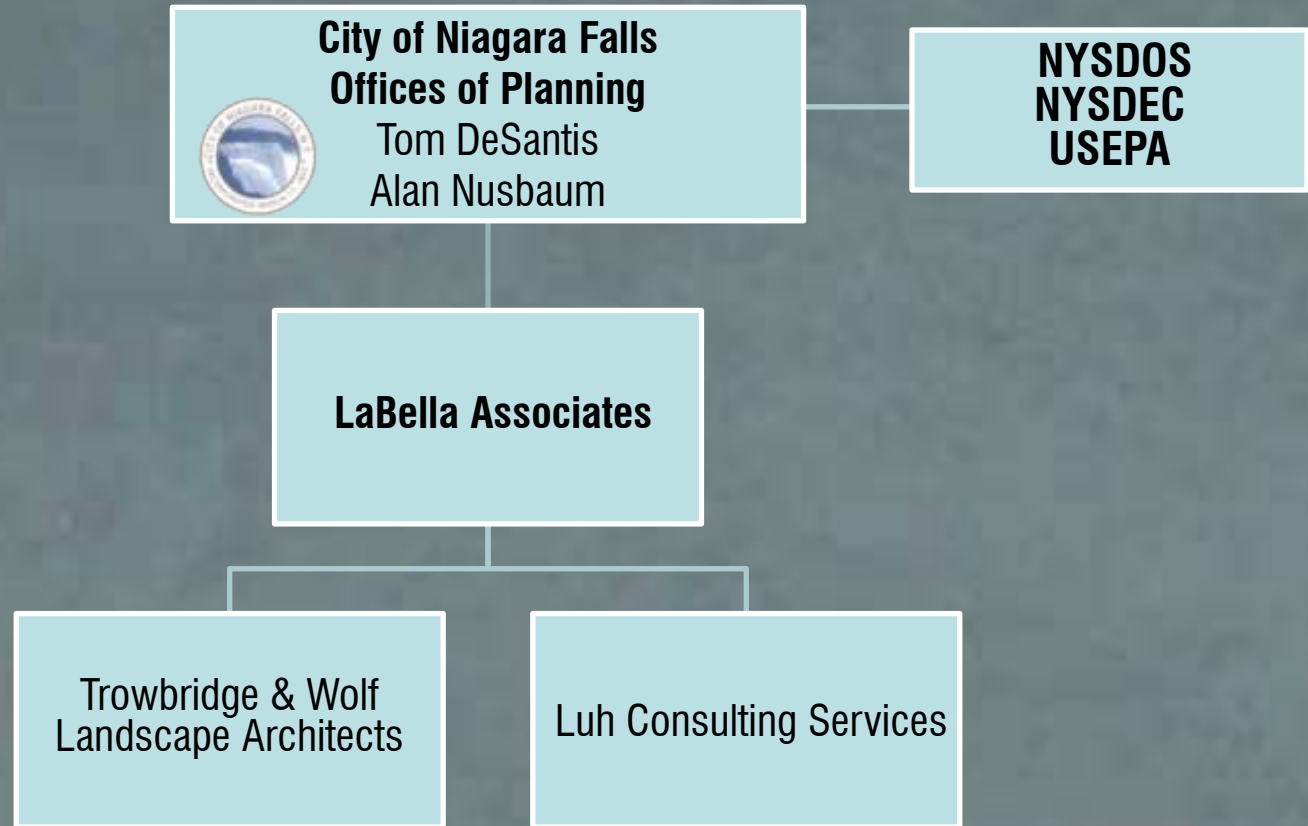 City of Niagara Falls
Offices of Planning
Tom DeSantis
Alan Nusbaum
NYSDOS
NYSDEC
USEPA
LaBella Associates
Trowbridge & Wolf
Landscape Architects
Luh Consulting Services